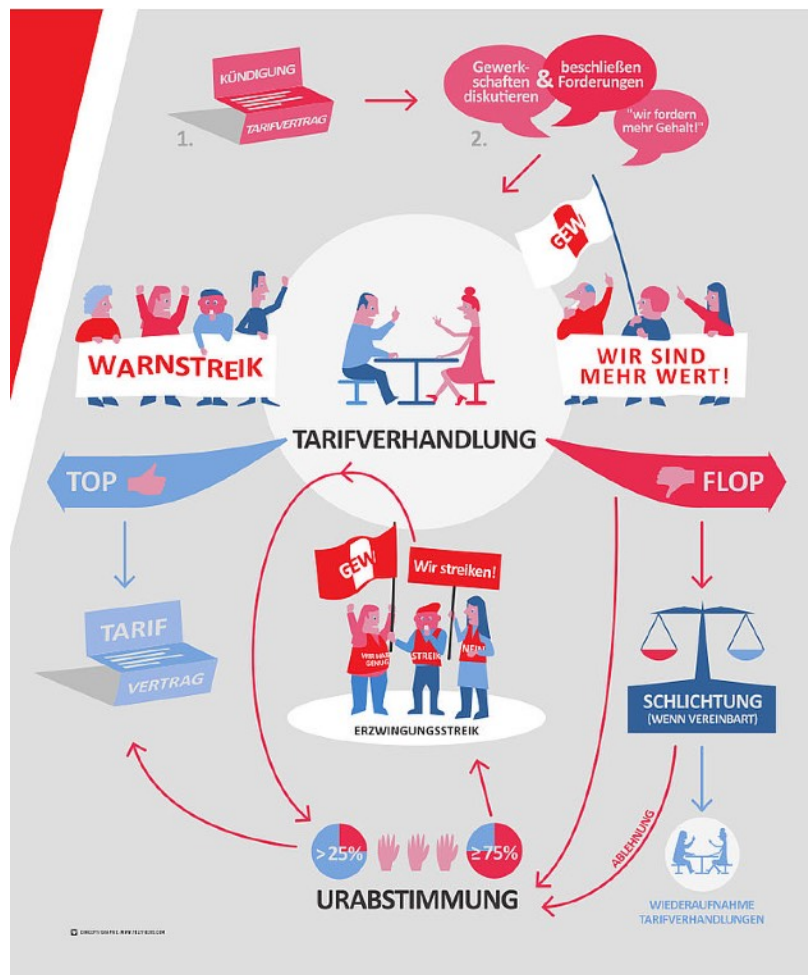 KÜNDIGUNG
TARIFVERTRAG
1.
Gewerk-
schaften
diskutieren
&
beschließen
Forderungen
"wir fordern
mehr Gehalt!"
2.
GEW
WARNSTREIK
WIR SIND
MEHR WERT!
TARIFVERHANDLUNG
TOP
FLOP
GEW
Wir streiken!
STREIK
NEIN
ERZWINGUNGSSTREIK
TARIF
VERTRAG
SCHLICHTUNG
(WENN VEREINBART)
ABLEHNUNG
>25%
≥75%
URABSTIMMUNG
WIEDERAUFNAHME
TARIFVERHANDLUNGEN